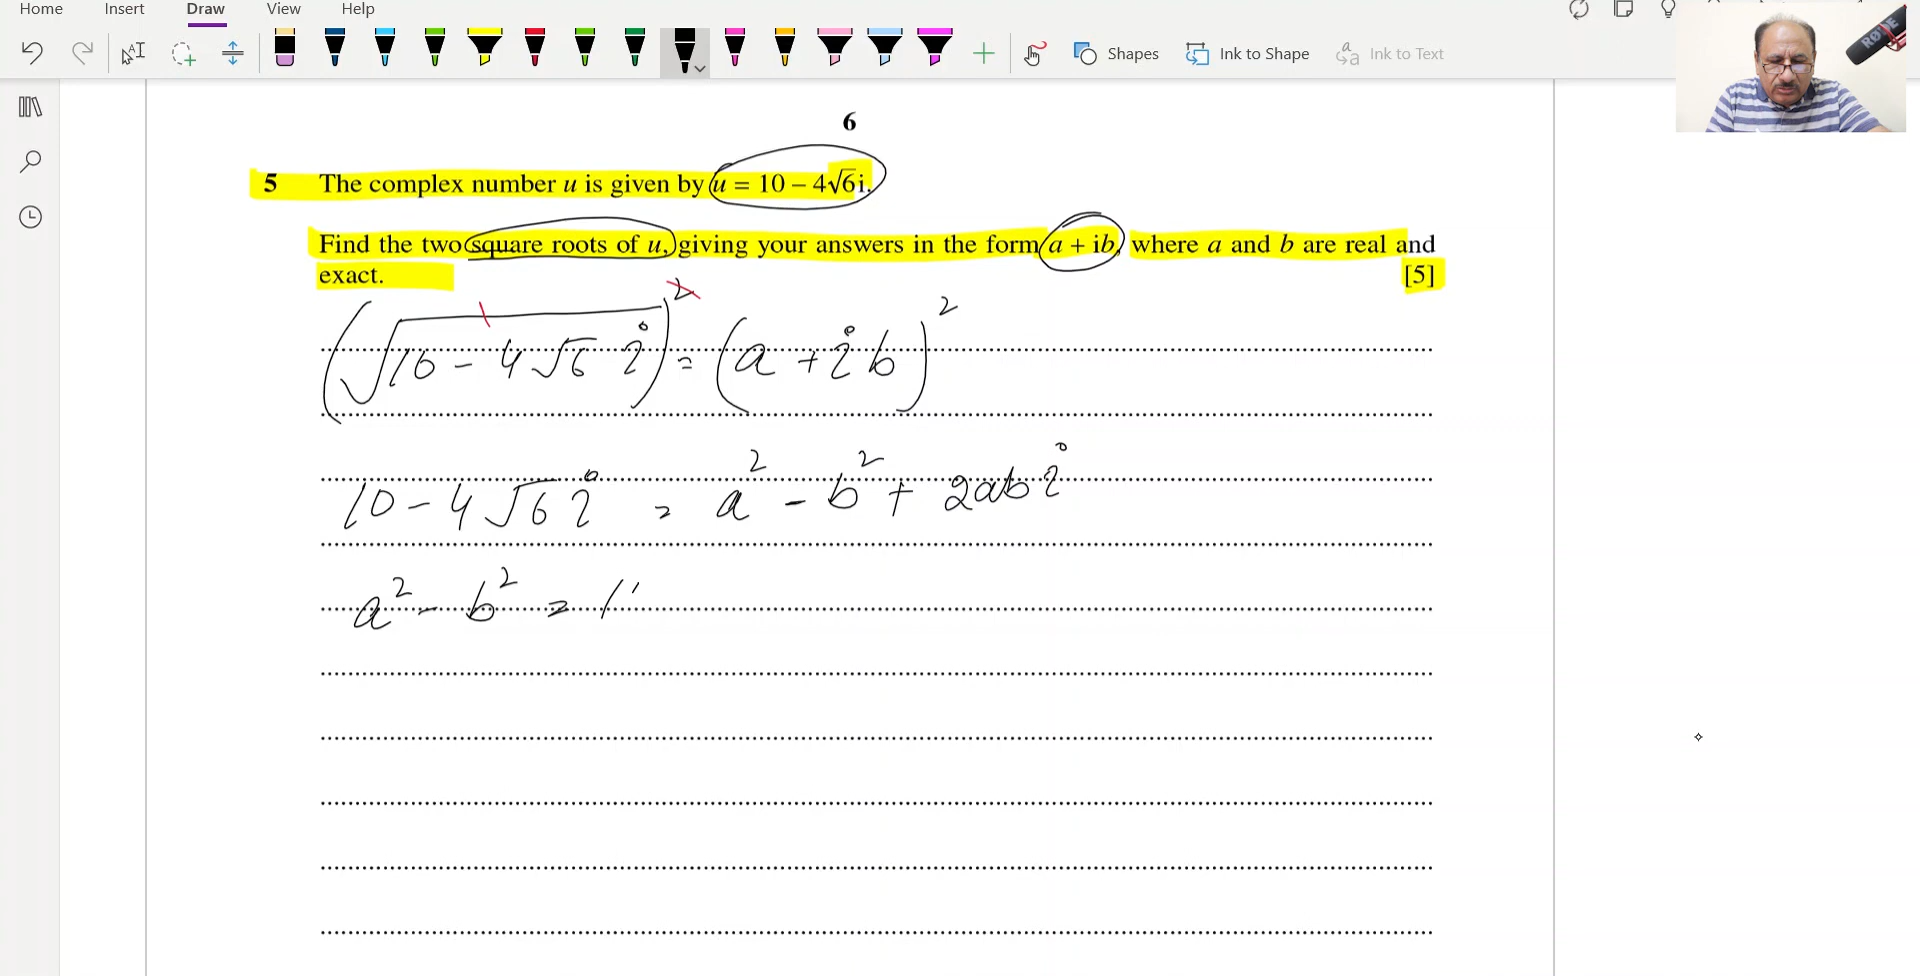 Home Insert Draw View Help
Shapes Ink to Shape Ink to Text
RØDE
6
5 The complex number u is given by u = 10 – 4√6i.
Find the two square roots of u, giving your answers in the form a + ib, where a and b are real and
exact. [5]
(√10 - 4√6 i)² = (a + ib)²
10 - 4√6 i = a² - b² + 2abi
a² - b² = 1